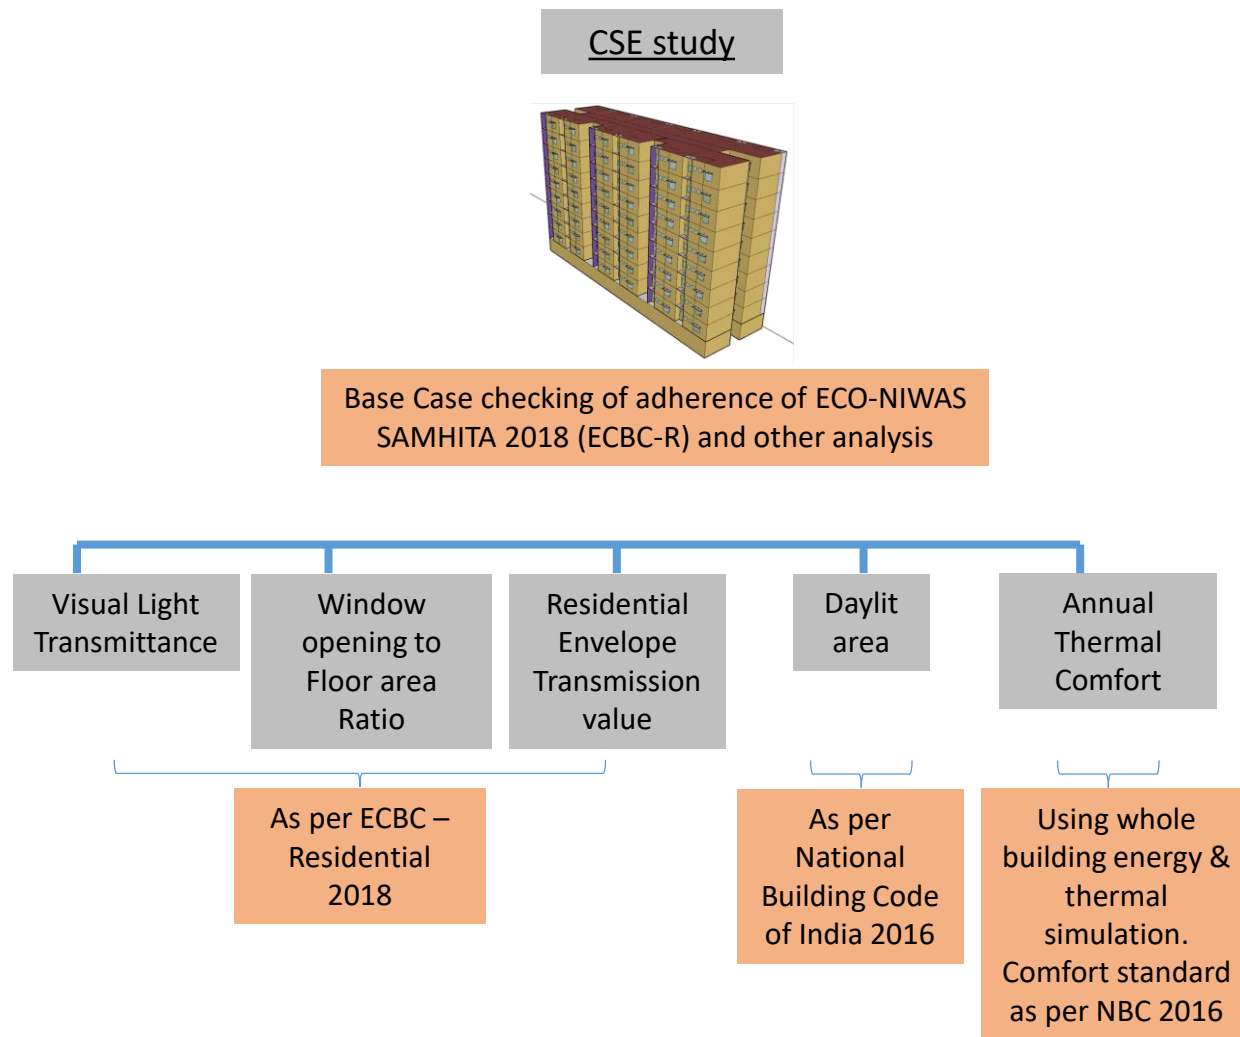 CSE study
Base Case checking of adherence of ECO-NIWAS
SAMHITA 2018 (ECBC-R) and other analysis
Visual Light
Transmittance
Window
opening to
Floor area
Ratio
Residential
Envelope
Transmission
value
Daylit
area
Annual
Thermal
Comfort
As per ECBC –
Residential
2018
As per
National
Building Code
of India 2016
Using whole
building energy &
thermal
simulation.
Comfort standard
as per NBC 2016